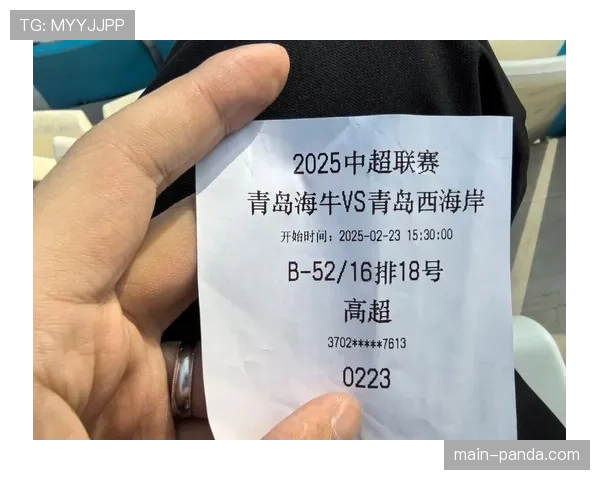 TG: MYYJJPP
2025中超联赛
青岛海牛VS青岛西海岸
开始时间: 2025-02-23 15:30:00
B-52/16排18号
高超
3702*****7613
0223
main-panda.com